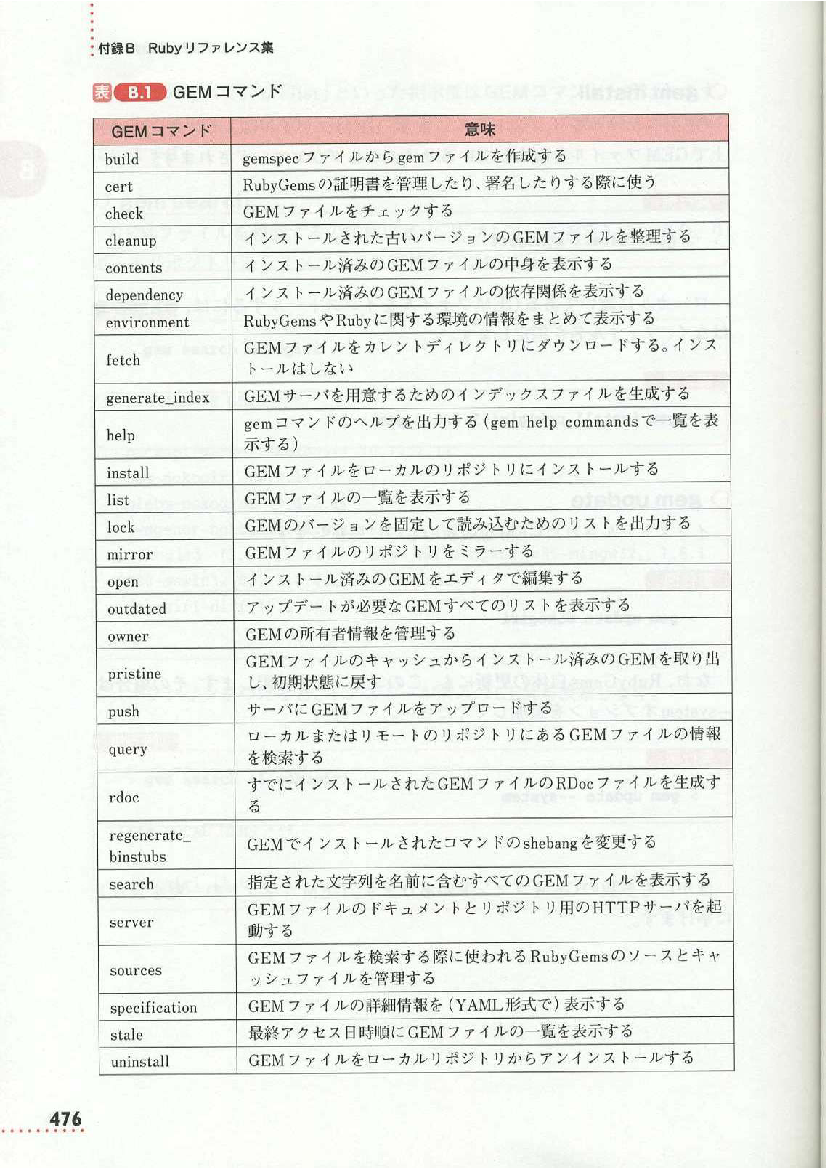 付録B Rubyリファレンス集
表 B.1 GEMコマンド
GEMコマンド 意味
build gemspecファイルからgemファイルを作成する
cert RubyGemsの証明書を管理したり、署名したりする際に使う
check GEMファイルをチェックする
cleanup インストールされた古いバージョンのGEMファイルを整理する
contents インストール済みのGEMファイルの中身を表示する
dependency インストール済みのGEMファイルの依存関係を表示する
environment RubyGemsやRubyに関する環境の情報をまとめて表示する
fetch GEMファイルをカレントディレクトリにダウンロードする。インス
トールはしない
generate_index GEMサーバを用意するためのインデックスファイルを生成する
help gemコマンドのヘルプを出力する(gem help commandsで一覧を表
示する)
install GEMファイルをローカルのリポジトリにインストールする
list GEMファイルの一覧を表示する
lock GEMのバージョンを固定して読み込むためのリストを出力する
mirror GEMファイルのリポジトリをミラーする
open インストール済みのGEMをエディタで編集する
outdated アップデートが必要なGEMすべてのリストを表示する
owner GEMの所有者情報を管理する
pristine GEMファイルのキャッシュからインストール済みのGEMを取り出
し、初期状態に戻す
push サーバにGEMファイルをアップロードする
query ローカルまたはリモートのリポジトリにあるGEMファイルの情報
を検索する
rdoc すでにインストールされたGEMファイルのRDocファイルを生成す
る
regenerate_
binstubs GEMでインストールされたコマンドのshebangを変更する
search 指定された文字列を名前に含むすべてのGEMファイルを表示する
server GEMファイルのドキュメントとリポジトリ用のHTTPサーバを起
動する
sources GEMファイルを検索する際に使われるRubyGemsのソースとキャ
ッシュファイルを管理する
specification GEMファイルの詳細情報を(YAML形式で)表示する
stale 最終アクセス日時順にGEMファイルの一覧を表示する
uninstall GEMファイルをローカルリポジトリからアンインストールする
476